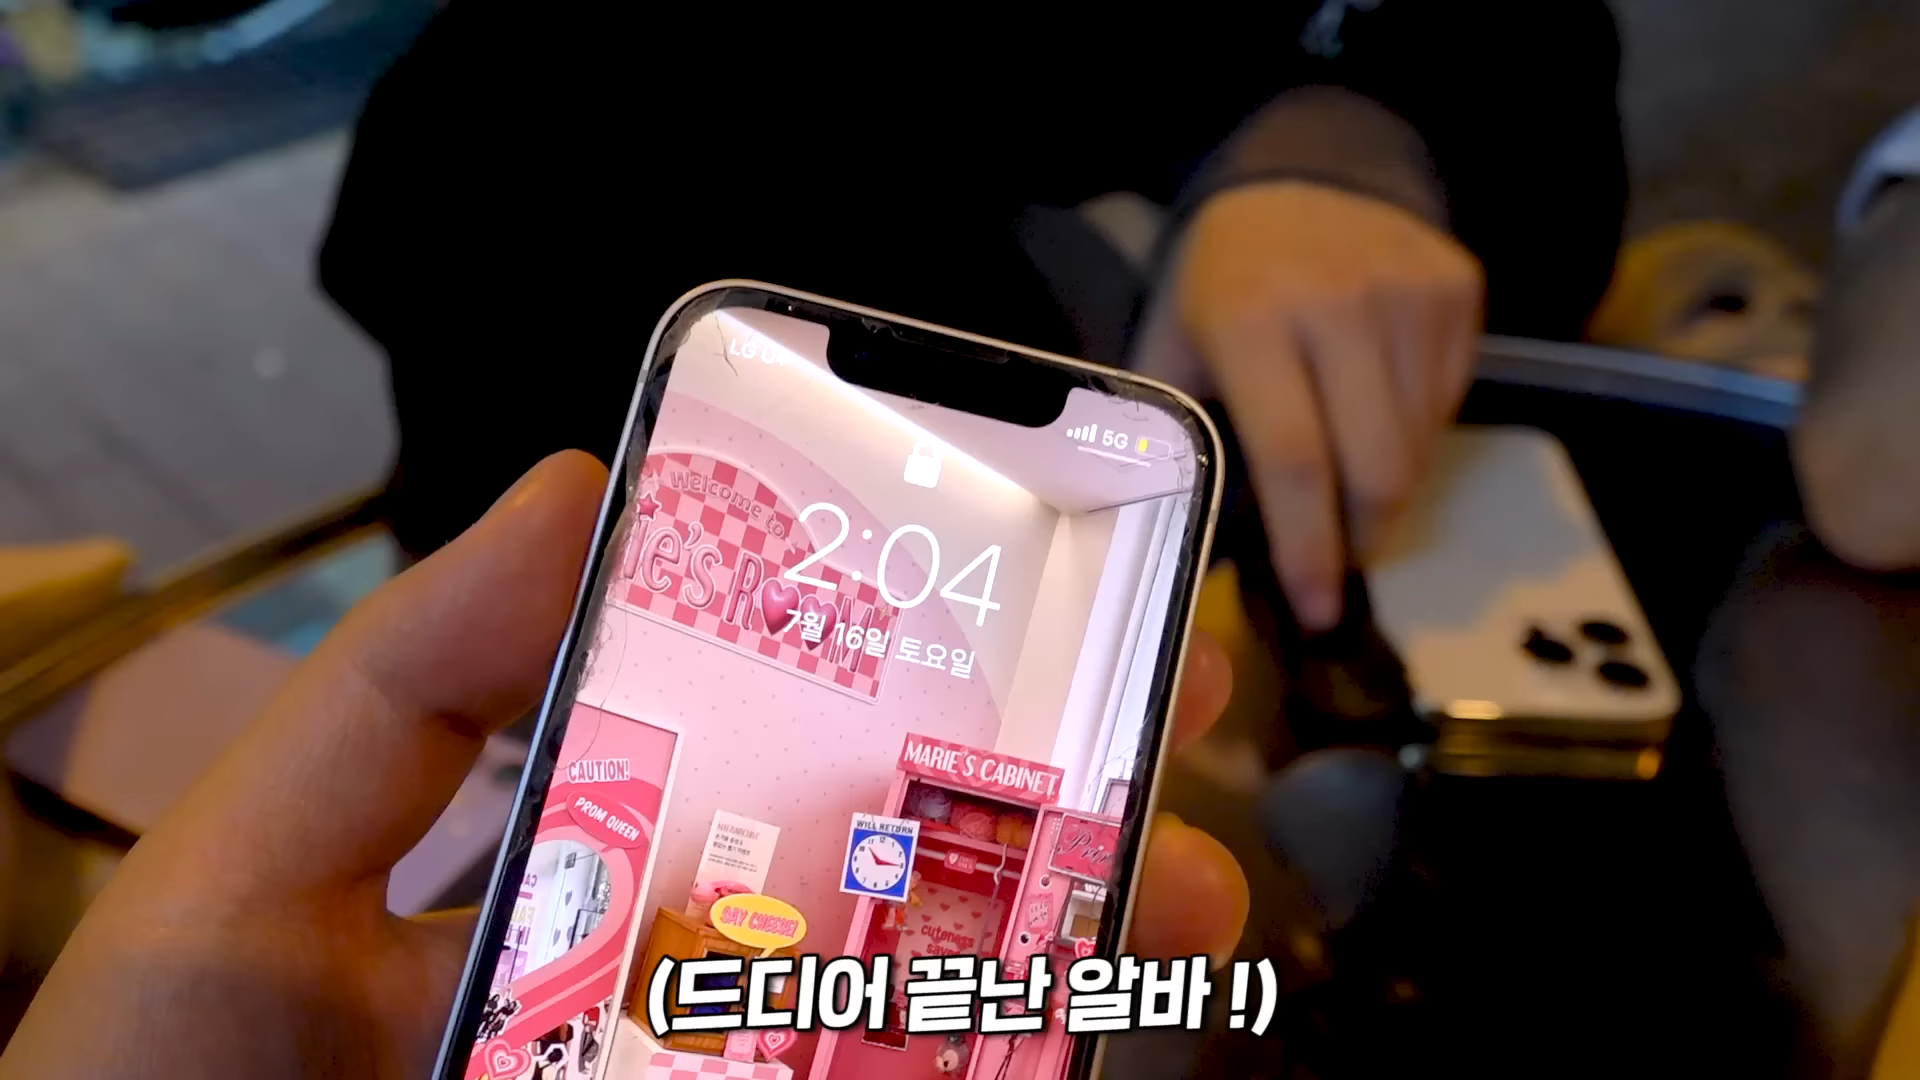 LG U+
5G
2:04
7월 16일 토요일
Welcome to
ie's ROOM
MARIE'S CABINET
CAUTION!
PROM QUEEN
WILL RETURN
SAY CHEESE!
cuteness
(드디어 끝난 알바 !)